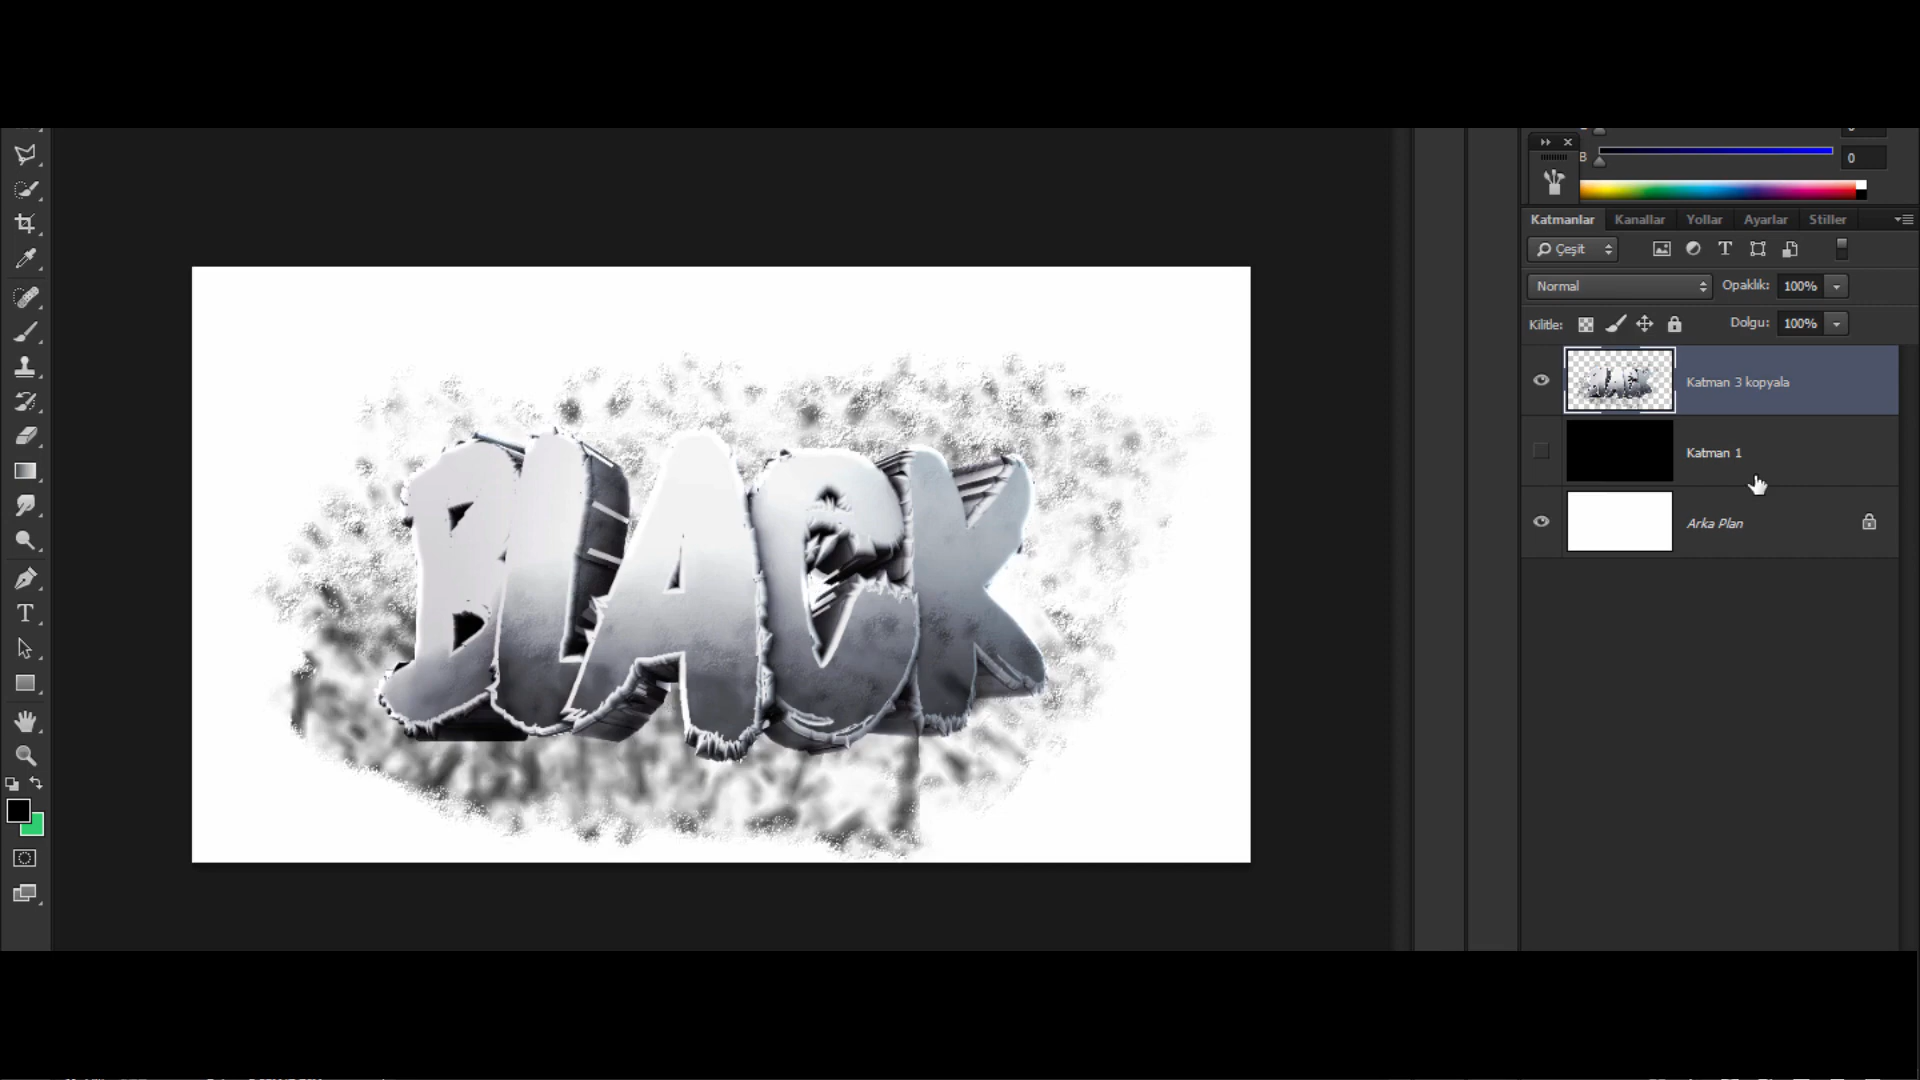 B 0
Katmanlar Kanallar Yollar Ayarlar Stiller
Çeşit T
Normal Opaklık: 100%
Kilitle: Dolgu: 100%
Katman 3 kopyala
Katman 1
Arka Plan
BLACK
T